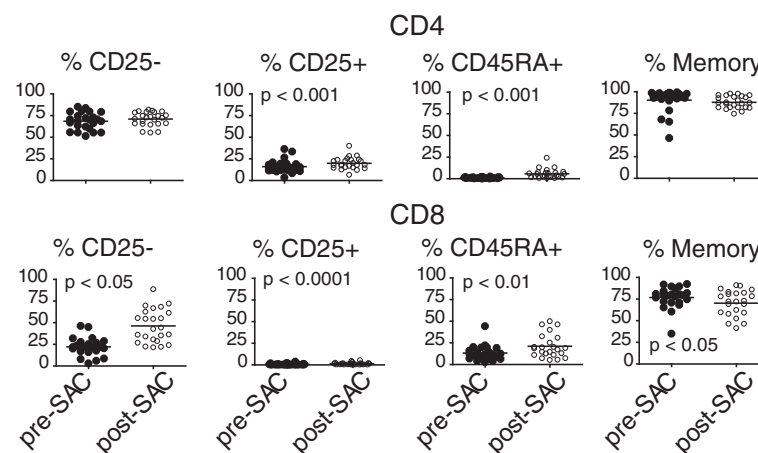 CD4
% CD25- % CD25+ % CD45RA+ % Memory
100 75 50 25 0 p < 0.001
100 75 50 25 0 p < 0.001
100 75 50 25 0
100 75 50 25 0
CD8
% CD25- % CD25+ % CD45RA+ % Memory
100 75 50 25 0 p < 0.05
100 75 50 25 0 p < 0.0001
100 75 50 25 0 p < 0.01
100 75 50 25 0 p < 0.05
pre-SAC post-SAC pre-SAC post-SAC pre-SAC post-SAC pre-SAC post-SAC